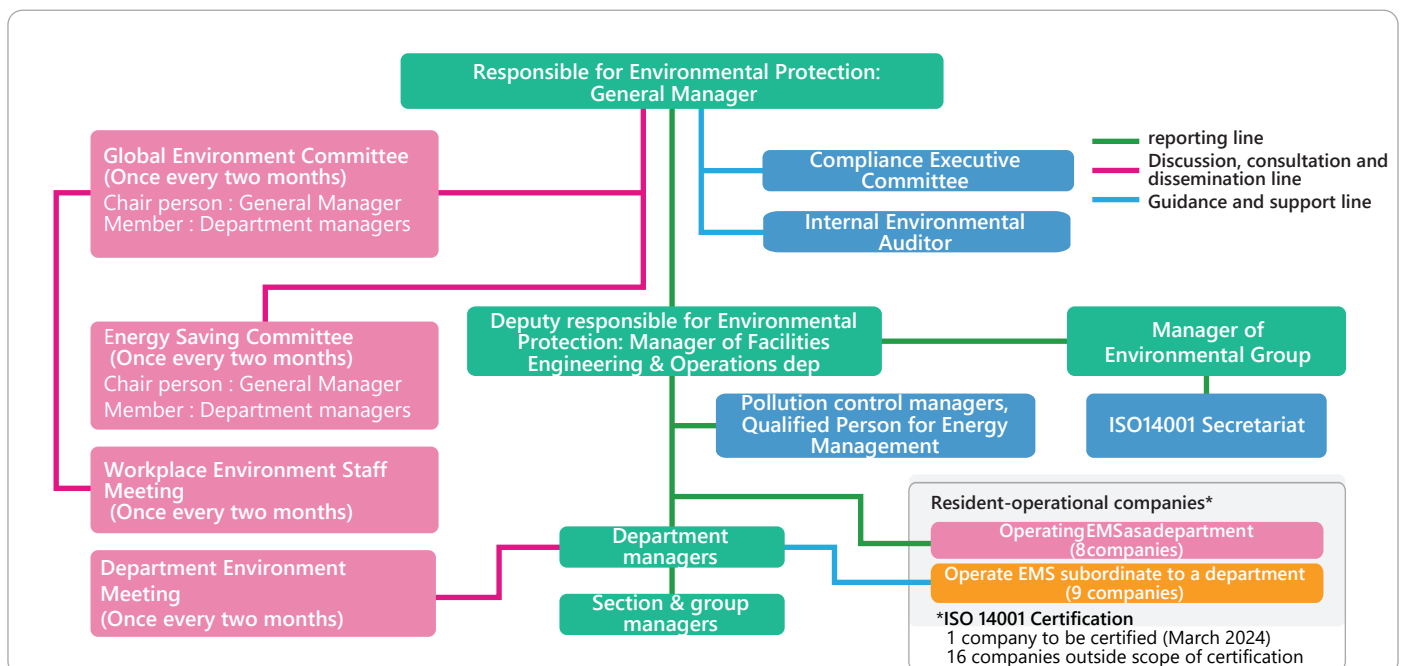 Responsible for Environmental Protection:
General Manager
Global Environment Committee
(Once every two months)
Chair person : General Manager
Member : Department managers
Compliance Executive
Committee
Internal Environmental
Auditor
reporting line
Discussion, consultation and
dissemination line
Guidance and support line
Energy Saving Committee
(Once every two months)
Chair person : General Manager
Member : Department managers
Deputy responsible for Environmental
Protection: Manager of Facilities
Engineering & Operations dep
Manager of
Environmental Group
Pollution control managers,
Qualified Person for Energy
Management
ISO14001 Secretariat
Workplace Environment Staff
Meeting
(Once every two months)
Resident-operational companies*
OperatingEMSasadepartment
(8companies)
Operate EMS subordinate to a department
(9 companies)
*ISO 14001 Certification
1 company to be certified (March 2024)
16 companies outside scope of certification
Department
managers
Department Environment
Meeting
(Once every two months)
Section & group
managers